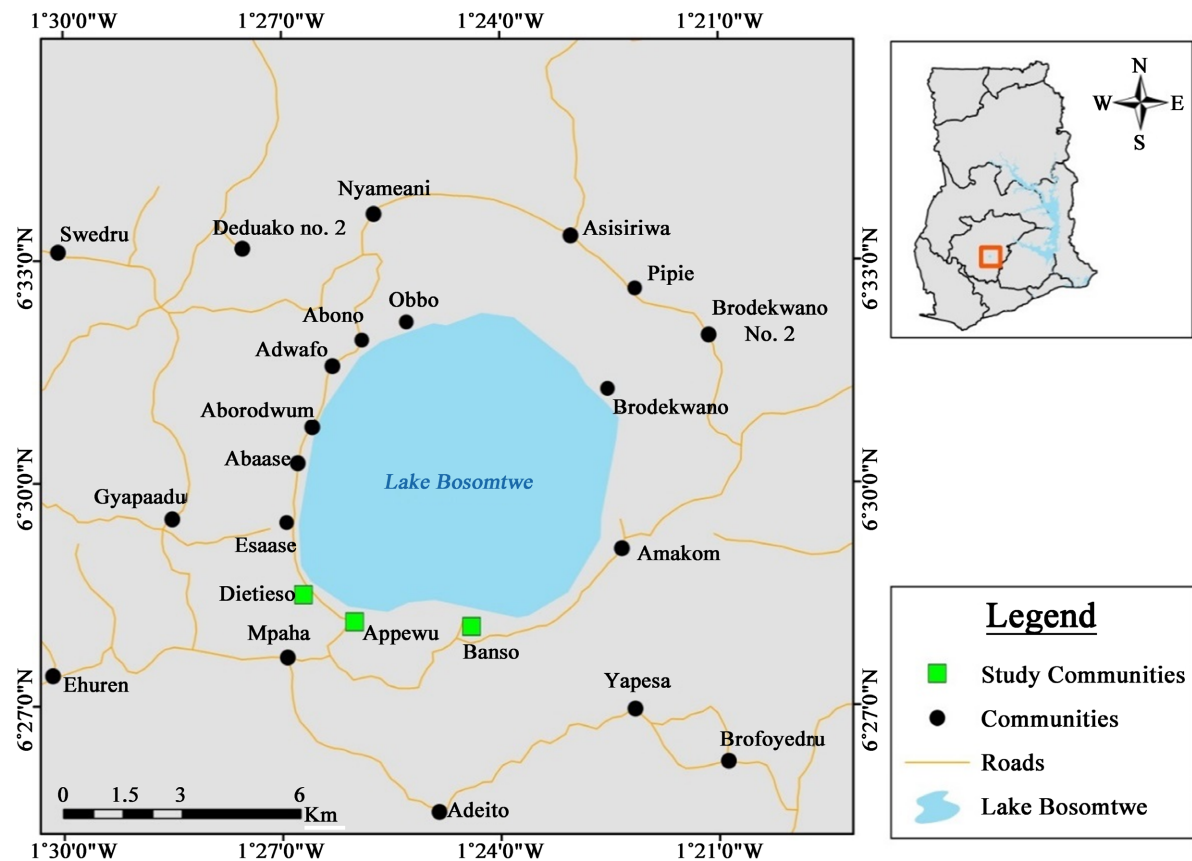 1°30'0"W
1°27'0"W
1°24'0"W
1°21'0"W
N
W
E
S
Nyameani
Deduako no. 2
Swedru
Asisiriwa
6°33'0"N
6°33'0"N
Pipie
Obbo
Abono
Brodekwano
No. 2
Adwafo
Aborodwum
Brodekwano
Abaase
Lake Bosomtwe
6°30'0"N
6°30'0"N
Gyapaadu
Esaase
Amakom
Dietieso
Mpaha
Appewu
Banso
Ehuren
Yapesa
6°27'0"N
6°27'0"N
Brofoyedru
Adeito
0
1.5
3
6
Km
1°30'0"W
1°27'0"W
1°24'0"W
1°21'0"W
Legend
Study Communities
Communities
Roads
Lake Bosomtwe